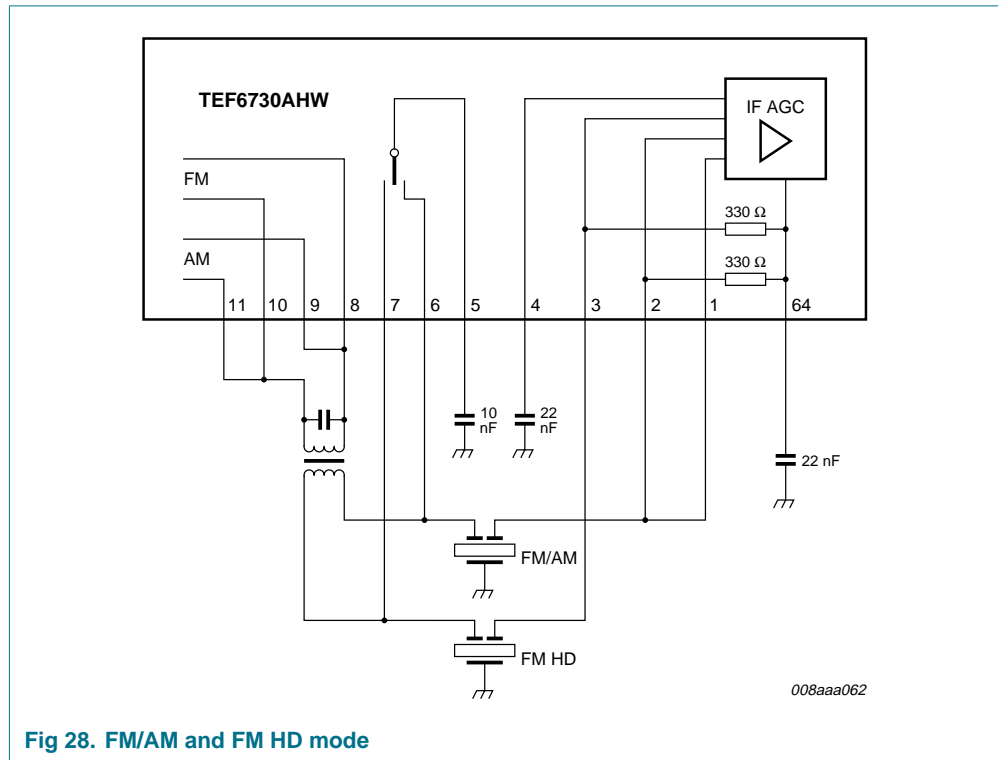 TEF6730AHW
IF AGC
FM
330 Ω
AM
330 Ω
11 10 9 8 7 6 5 4 3 2 1 64
10
nF
22
nF
22 nF
FM/AM
FM HD
008aaa062
Fig 28. FM/AM and FM HD mode